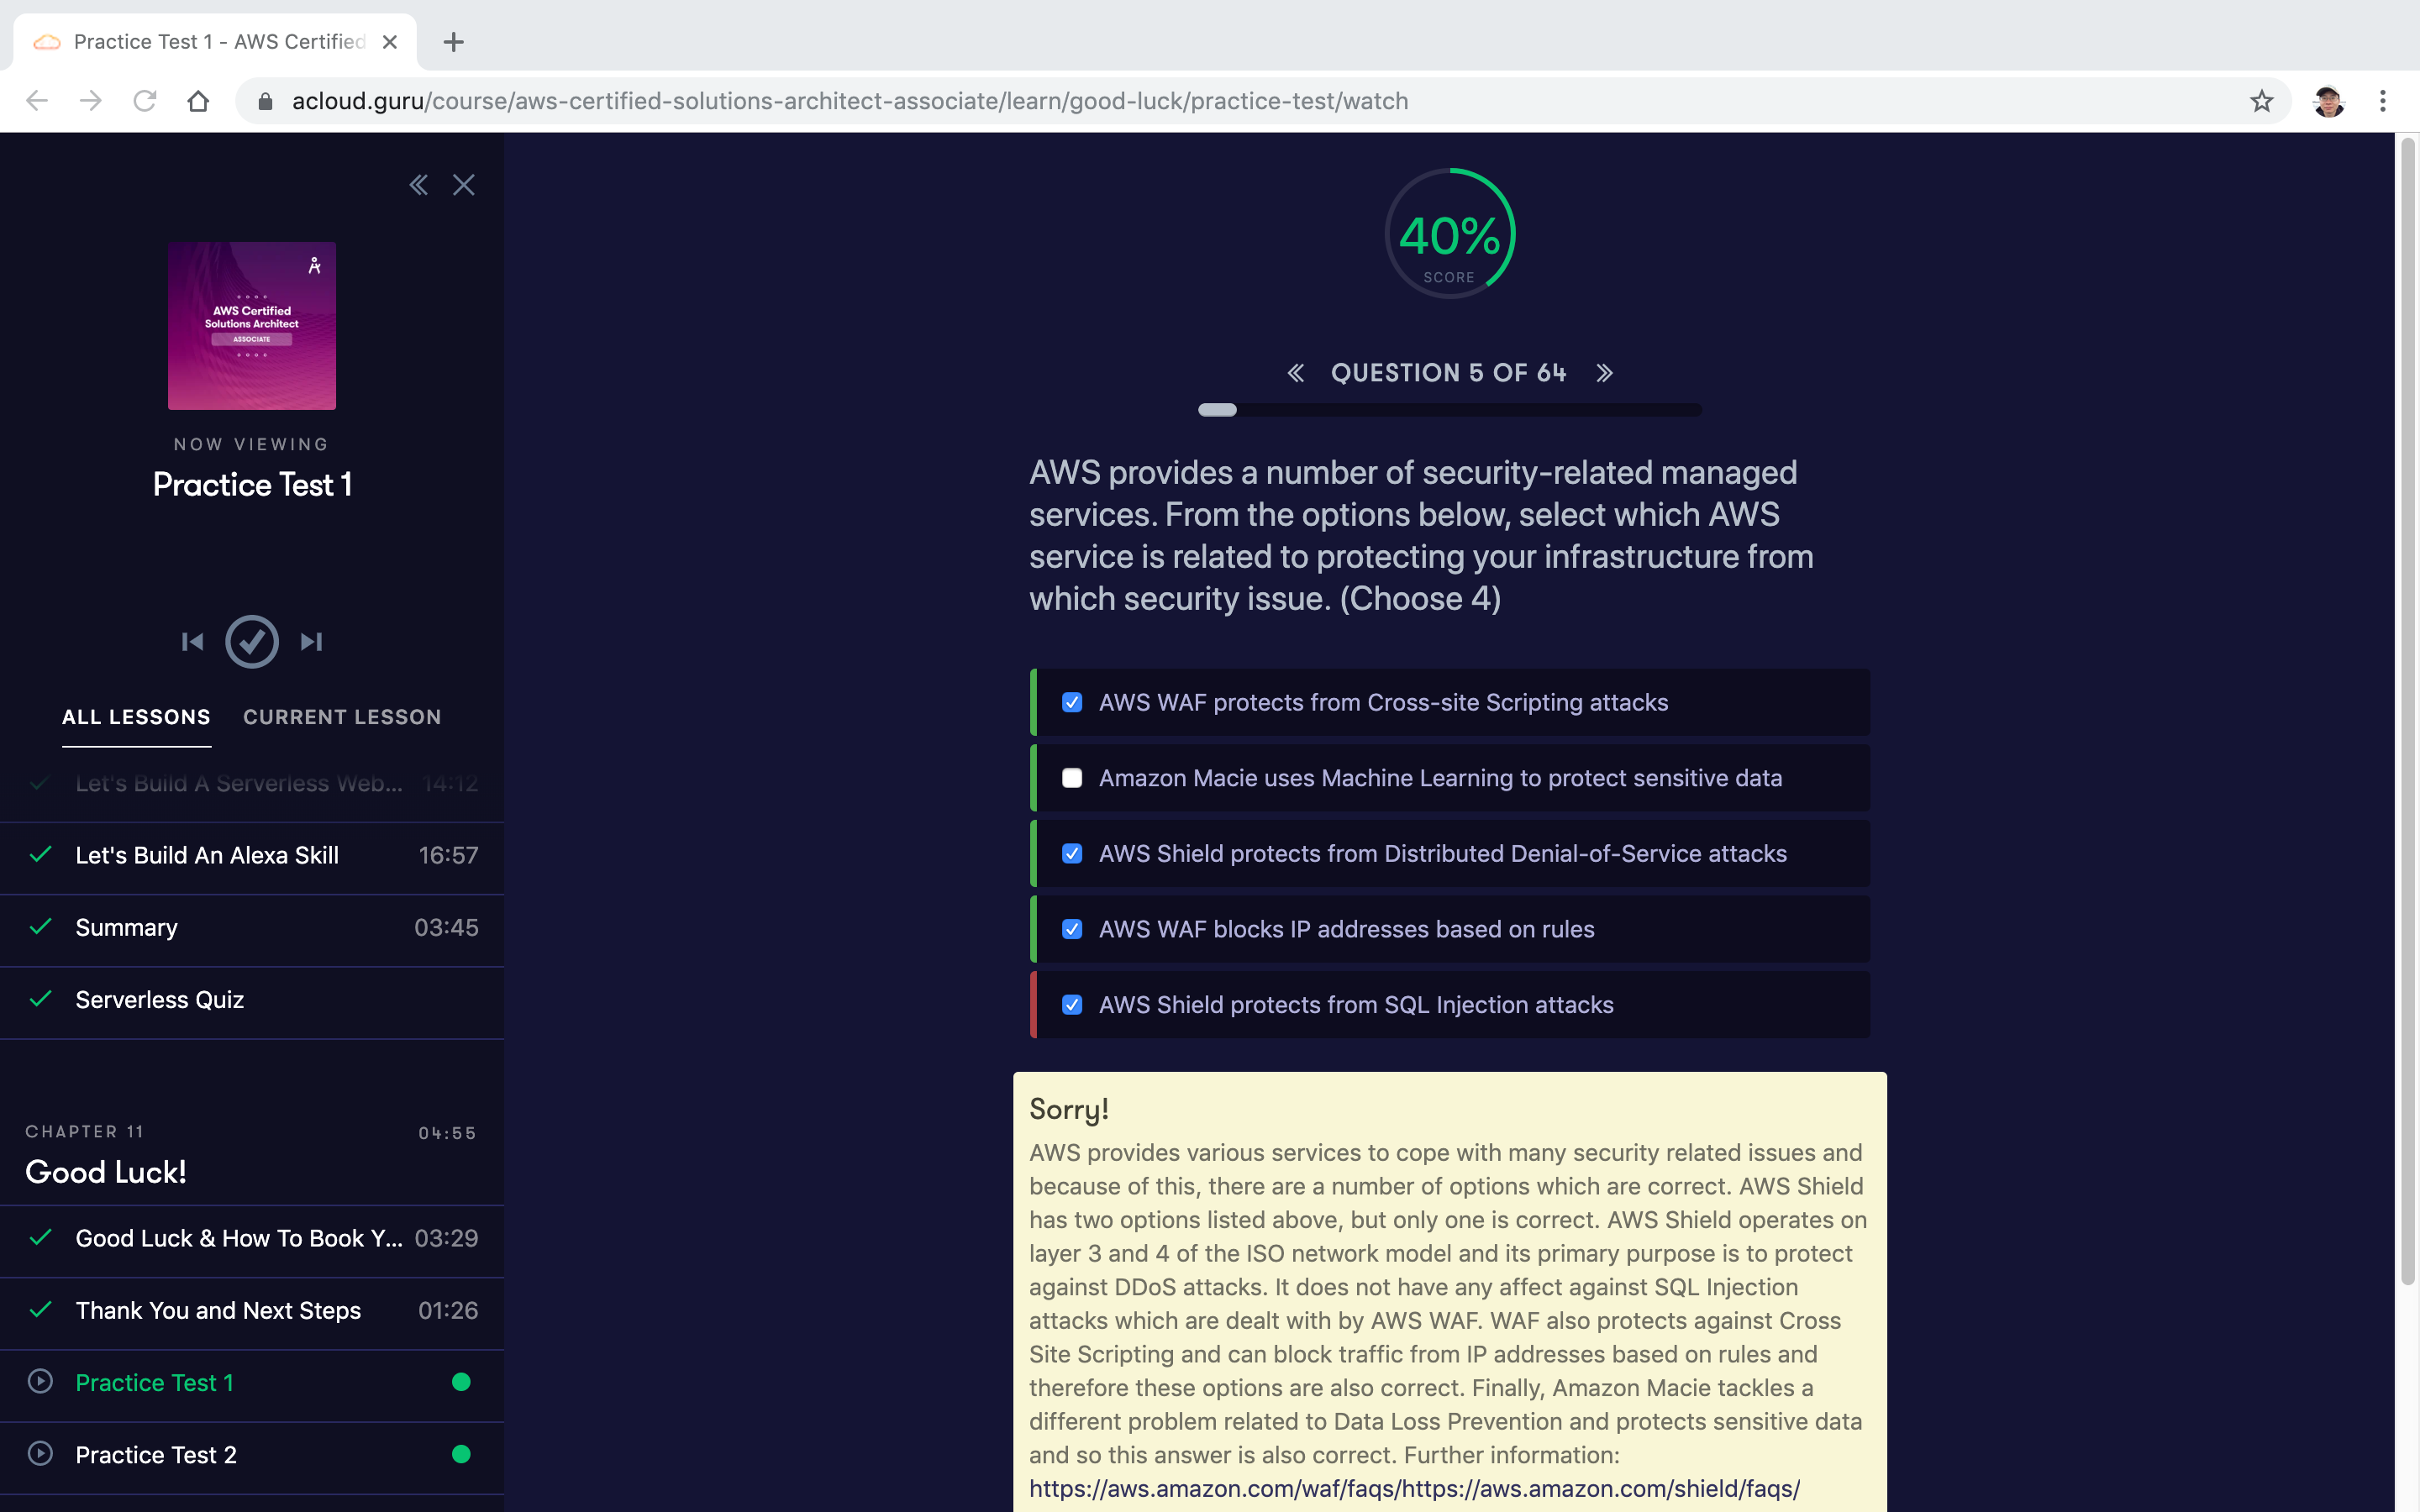 Practice Test 1 - AWS Certified
acloud.guru/course/aws-certified-solutions-architect-associate/learn/good-luck/practice-test/watch
AWS Certified
Solutions Architect
ASSOCIATE
NOW VIEWING
Practice Test 1
ALL LESSONS CURRENT LESSON
Let's Build A Serverless Web... 14:12
Let's Build An Alexa Skill 16:57
Summary 03:45
Serverless Quiz
CHAPTER 11 04:55
Good Luck!
Good Luck & How To Book Y... 03:29
Thank You and Next Steps 01:26
Practice Test 1
Practice Test 2
40%
SCORE
QUESTION 5 OF 64
AWS provides a number of security-related managed
services. From the options below, select which AWS
service is related to protecting your infrastructure from
which security issue. (Choose 4)
AWS WAF protects from Cross-site Scripting attacks
Amazon Macie uses Machine Learning to protect sensitive data
AWS Shield protects from Distributed Denial-of-Service attacks
AWS WAF blocks IP addresses based on rules
AWS Shield protects from SQL Injection attacks
Sorry!
AWS provides various services to cope with many security related issues and
because of this, there are a number of options which are correct. AWS Shield
has two options listed above, but only one is correct. AWS Shield operates on
layer 3 and 4 of the ISO network model and its primary purpose is to protect
against DDoS attacks. It does not have any affect against SQL Injection
attacks which are dealt with by AWS WAF. WAF also protects against Cross
Site Scripting and can block traffic from IP addresses based on rules and
therefore these options are also correct. Finally, Amazon Macie tackles a
different problem related to Data Loss Prevention and protects sensitive data
and so this answer is also correct. Further information:
https://aws.amazon.com/waf/faqs/https://aws.amazon.com/shield/faqs/